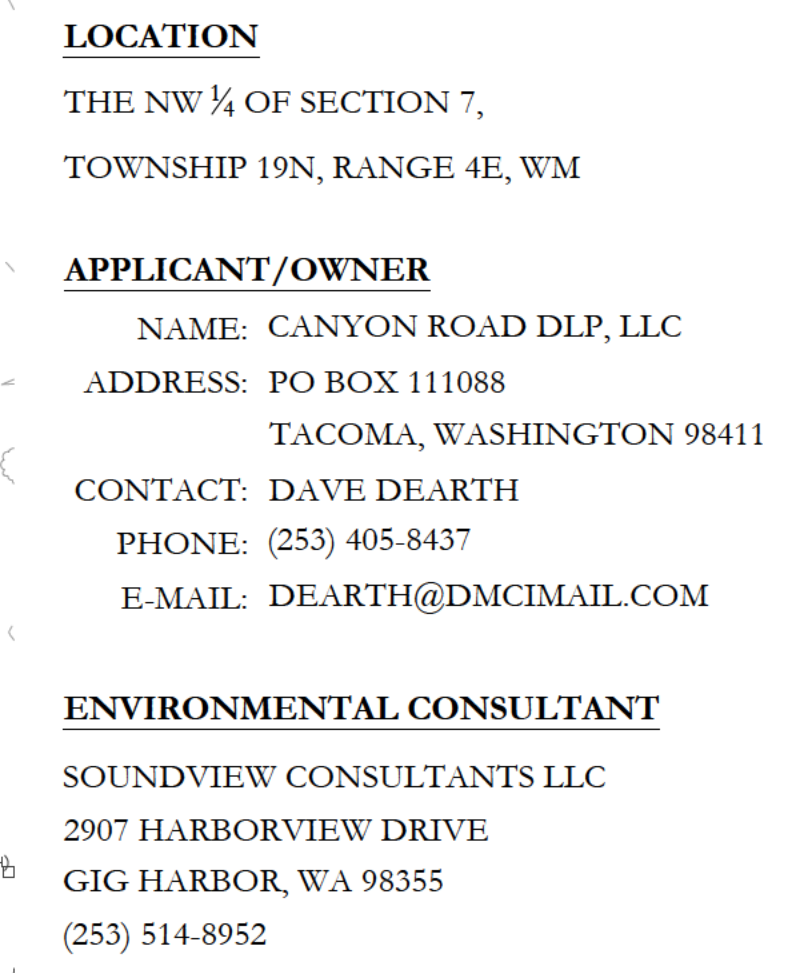 LOCATION
THE NW ¼ OF SECTION 7,
TOWNSHIP 19N, RANGE 4E, WM
APPLICANT/OWNER
NAME: CANYON ROAD DLP, LLC
ADDRESS: PO BOX 111088
TACOMA, WASHINGTON 98411
CONTACT: DAVE DEARTH
PHONE: (253) 405-8437
E-MAIL: DEARTH@DMCIMAIL.COM
ENVIRONMENTAL CONSULTANT
SOUNDVIEW CONSULTANTS LLC
2907 HARBORVIEW DRIVE
GIG HARBOR, WA 98355
(253) 514-8952